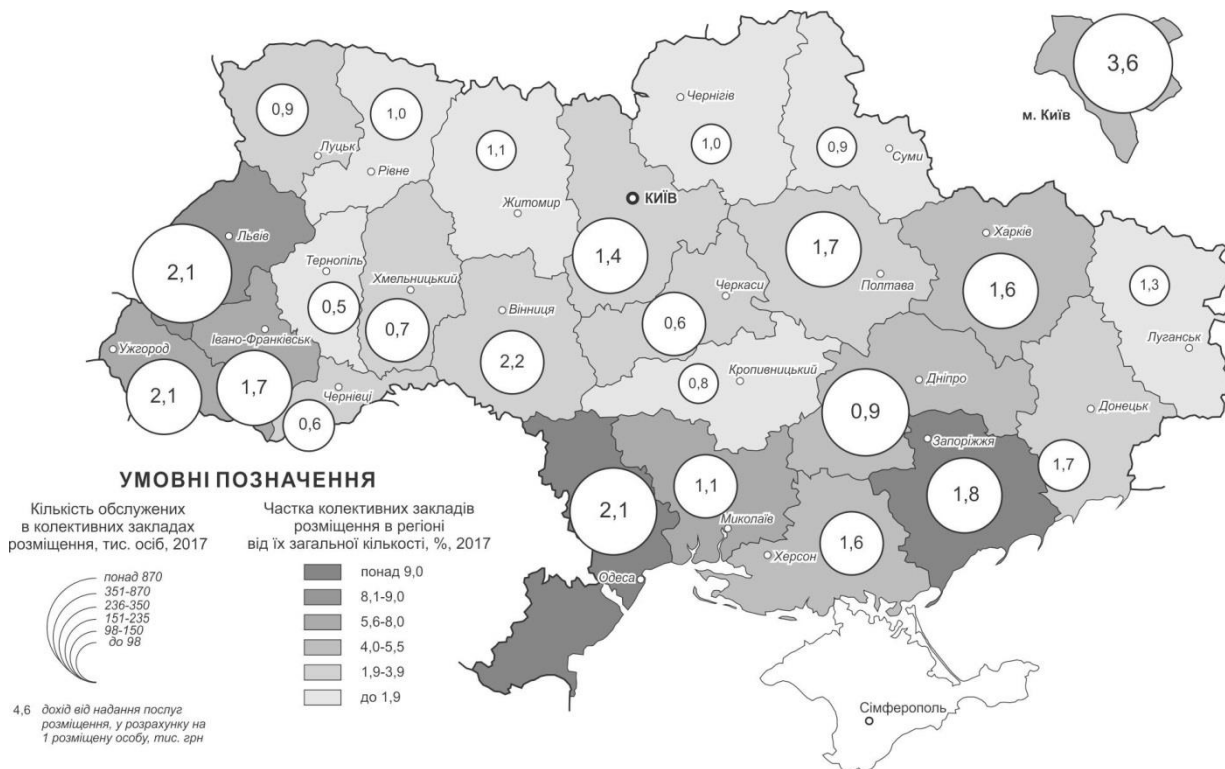 3,6
м. Київ
0,9
Луцьк
1,0
Рівне
1,1
Житомир
Чернігів
1,0
0,9
Суми
КИЇВ
1,4
Львів
2,1
Тернопіль
0,5
Хмельницький
0,7
Вінниця
2,2
Черкаси
0,6
1,7
Полтава
Харків
1,6
1,3
Луганськ
Ужгород
2,1
Івано-Франківськ
1,7
Чернівці
0,6
Кропивницький
0,8
Дніпро
0,9
Донецьк
1,7
Запоріжжя
1,8
2,1
Одеса
1,1
Миколаїв
Херсон
1,6
Сімферополь
УМОВНІ ПОЗНАЧЕННЯ
Кількість обслужених
в колективних закладах
розміщення, тис. осіб, 2017
понад 870
351-870
236-350
151-235
98-150
до 98
4,6 дохід від надання послуг
розміщення, у розрахунку на
1 розміщену особу, тис. грн
Частка колективних закладів
розміщення в регіоні
від їх загальної кількості, %, 2017
понад 9,0
8,1-9,0
5,6-8,0
4,0-5,5
1,9-3,9
до 1,9